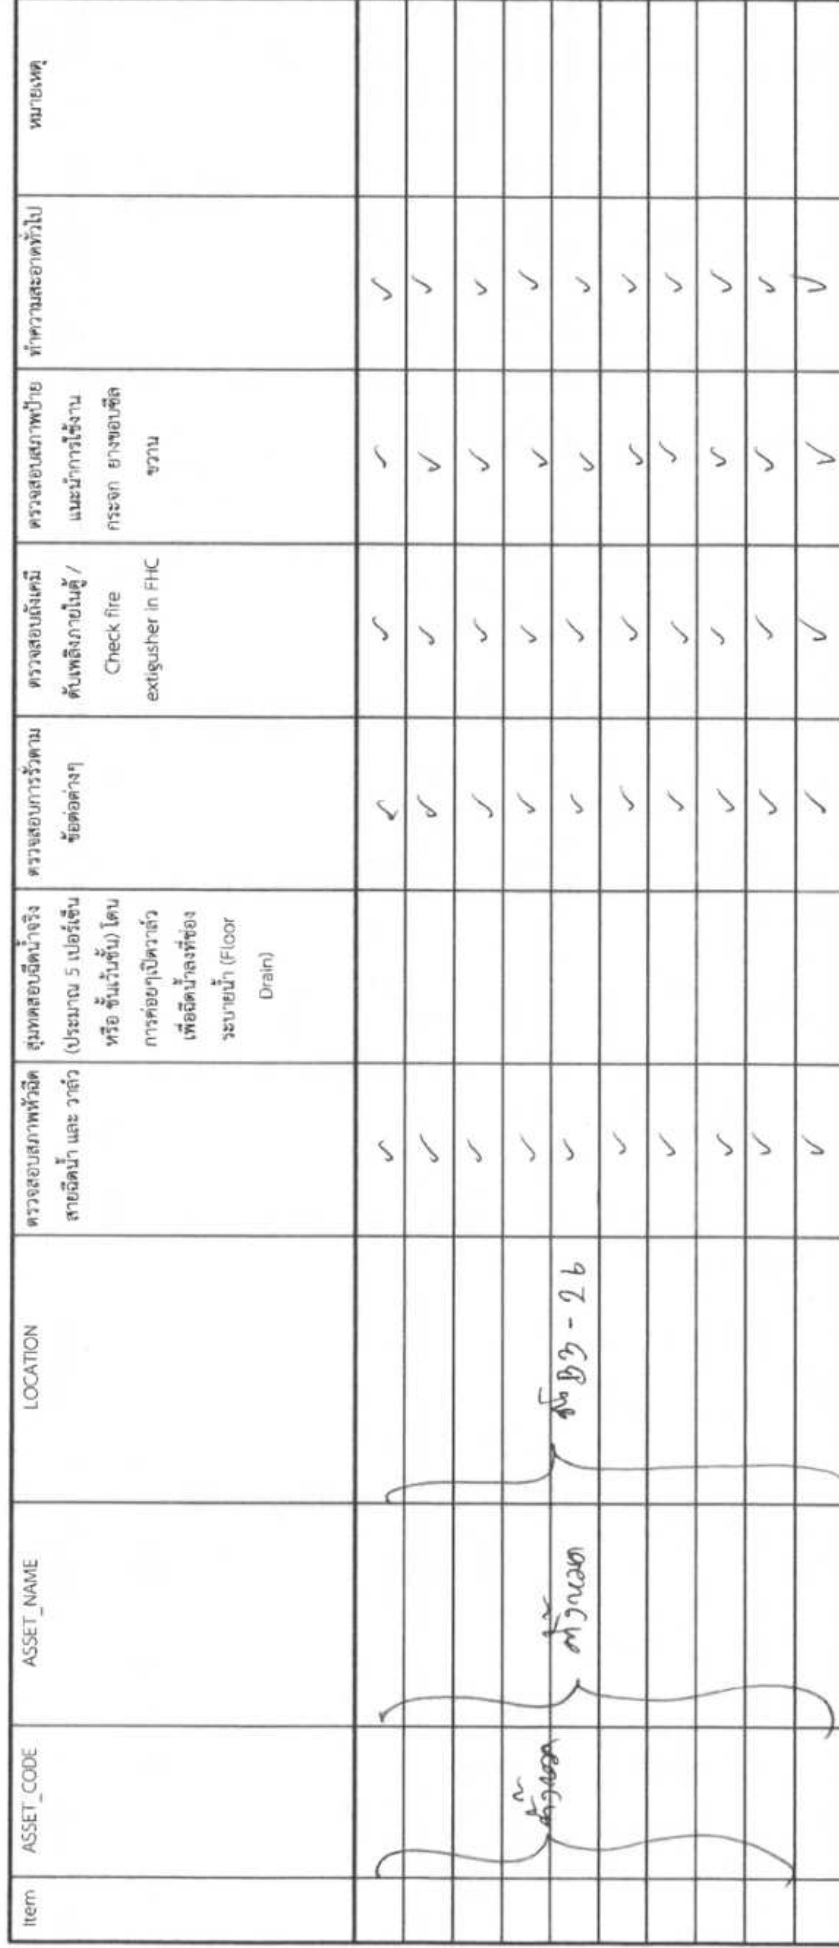 Item
ASSET_CODE
ASSET_NAME
LOCATION
ตรวจสอบสภาพหัวฉีด
สายฉีดน้ำ และ วาล์ว
สุ่มทดสอบฉีดน้ำจริง
(ประมาณ 5 เปอร์เซ็น
หรือ ชั้นเว้นชั้น) โดน
การค่อยๆเปิดวาล์ว
เพื่อฉีดน้ำลงที่ช่อง
ระบายน้ำ (Floor
Drain)
ตรวจสอบการรั่วตาม
ข้อต่อต่างๆ
ตรวจสอบถังเคมี
ดับเพลิงภายในตู้ /
Check fire
extigusher in FHC
ตรวจสอบสภาพป้าย
แนะนำการใช้งาน
กระจก ยางขอบซีล
ขวาน
ทำความสะอาดทั่วไป
หมายเหตุ
ทั้งหมด
ทั้งหมด
✓ ✓ ✓ ✓ ✓
✓ ✓ ✓ ✓ ✓
✓ ✓ ✓ ✓ ✓
✓ ✓ ✓ ✓ ✓
✓ ✓ ✓ ✓ ✓
✓ ✓ ✓ ✓ ✓
✓ ✓ ✓ ✓ ✓
✓ ✓ ✓ ✓ ✓
✓ ✓ ✓ ✓ ✓
✓ ✓ ✓ ✓ ✓